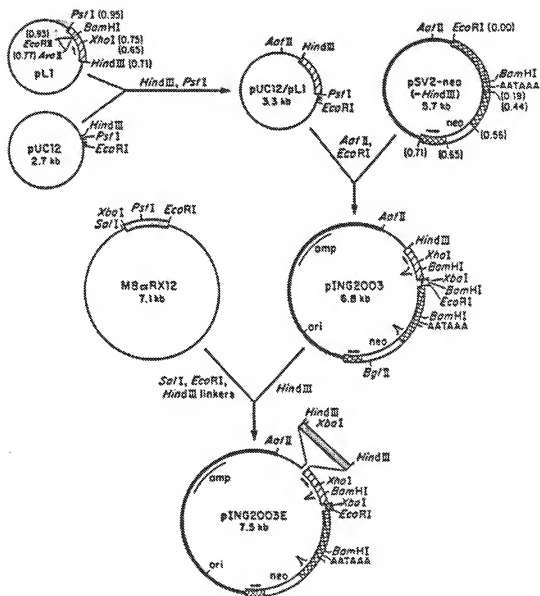 PstI (0.95)
BamHI
(0.93) XhoI (0.75)
EcoRII (0.65)
(0.77) AvaII
HindIII (0.71)
pL1
HindIII, PstI
HindIII
PstI
EcoRI
pUC12
2.7 kb
AatII
HindIII
pUC12/pL1
3.3 kb
PstI
EcoRI
AatII
EcoRI (0.00)
pSV2-neo
(-HindIII)
5.7 kb
BamHI
AATAAA
(0.19)
(0.44)
neo
(0.56)
(0.71)
(0.65)
AatII,
EcoRI
XbaI
SalI
PstI
EcoRI
M8αRX12
7.1 kb
AatII
HindIII
amp
XhoI
BamHI
XbaI
BamHI
EcoRI
pING2003
6.8 kb
BamHI
AATAAA
ori
neo
BglII
SalI, EcoRI,
HindIII linkers
HindIII
HindIII
XbaI
AatII
HindIII
amp
XhoI
BamHI
XbaI
EcoRI
pING2003E
7.5 kb
BamHI
AATAAA
ori
neo